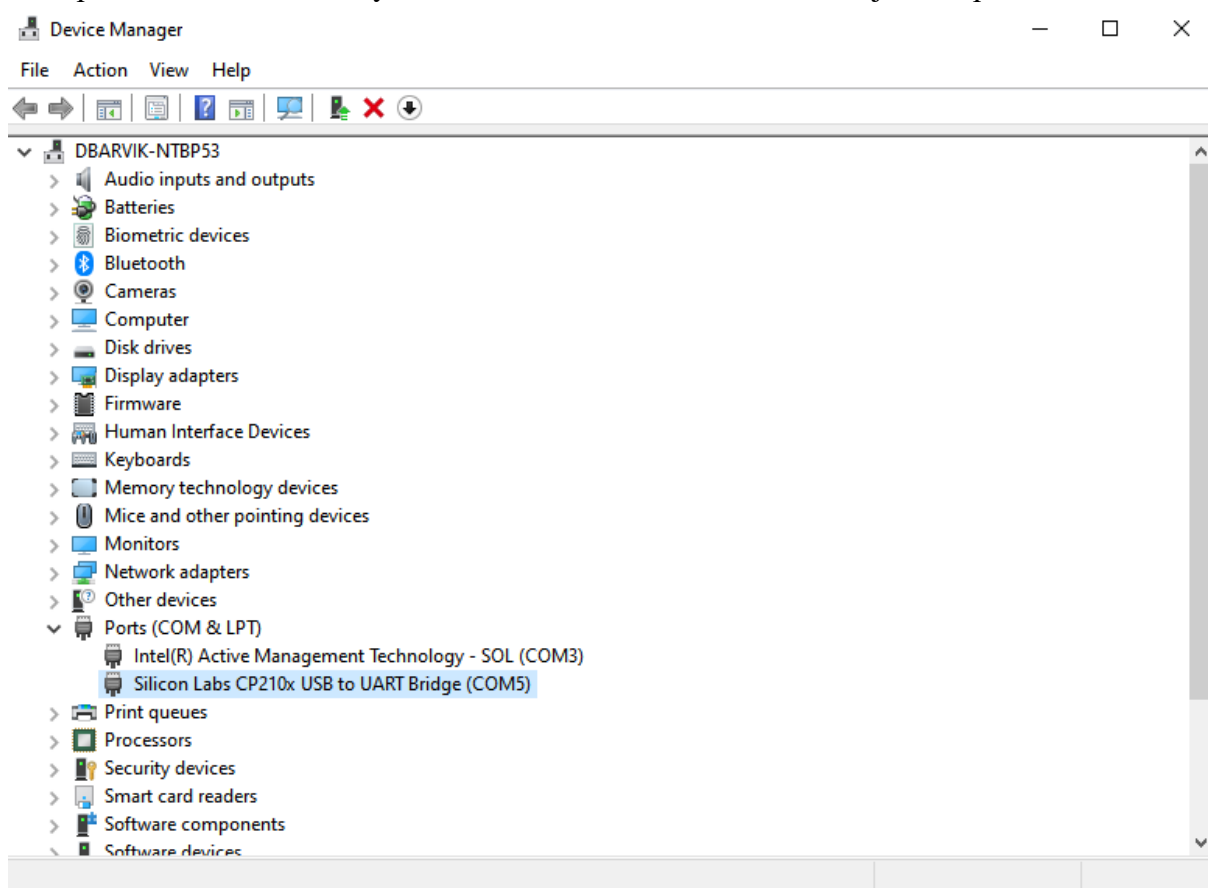 Device Manager
File Action View Help
DBARVIK-NTBP53
Audio inputs and outputs
Batteries
Biometric devices
Bluetooth
Cameras
Computer
Disk drives
Display adapters
Firmware
Human Interface Devices
Keyboards
Memory technology devices
Mice and other pointing devices
Monitors
Network adapters
Other devices
Ports (COM & LPT)
Intel(R) Active Management Technology - SOL (COM3)
Silicon Labs CP210x USB to UART Bridge (COM5)
Print queues
Processors
Security devices
Smart card readers
Software components
Software devices